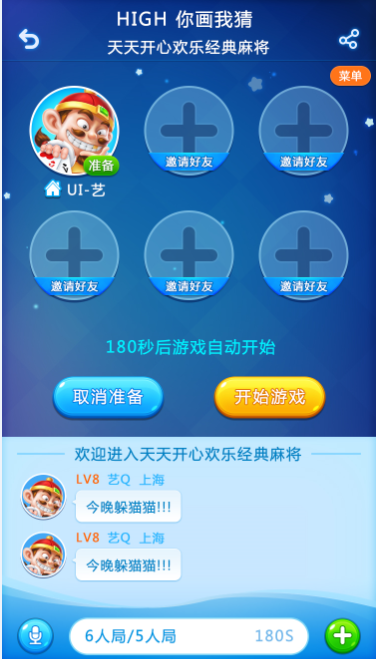 HIGH 你画我猜
天天开心欢乐经典麻将
菜单
准备
邀请好友
邀请好友
UI-艺
邀请好友
邀请好友
邀请好友
180秒后游戏自动开始
取消准备
开始游戏
欢迎进入天天开心欢乐经典麻将
LV8 艺Q 上海
今晚躲猫猫!!!
LV8 艺Q 上海
今晚躲猫猫!!!
6人局/5人局 180S